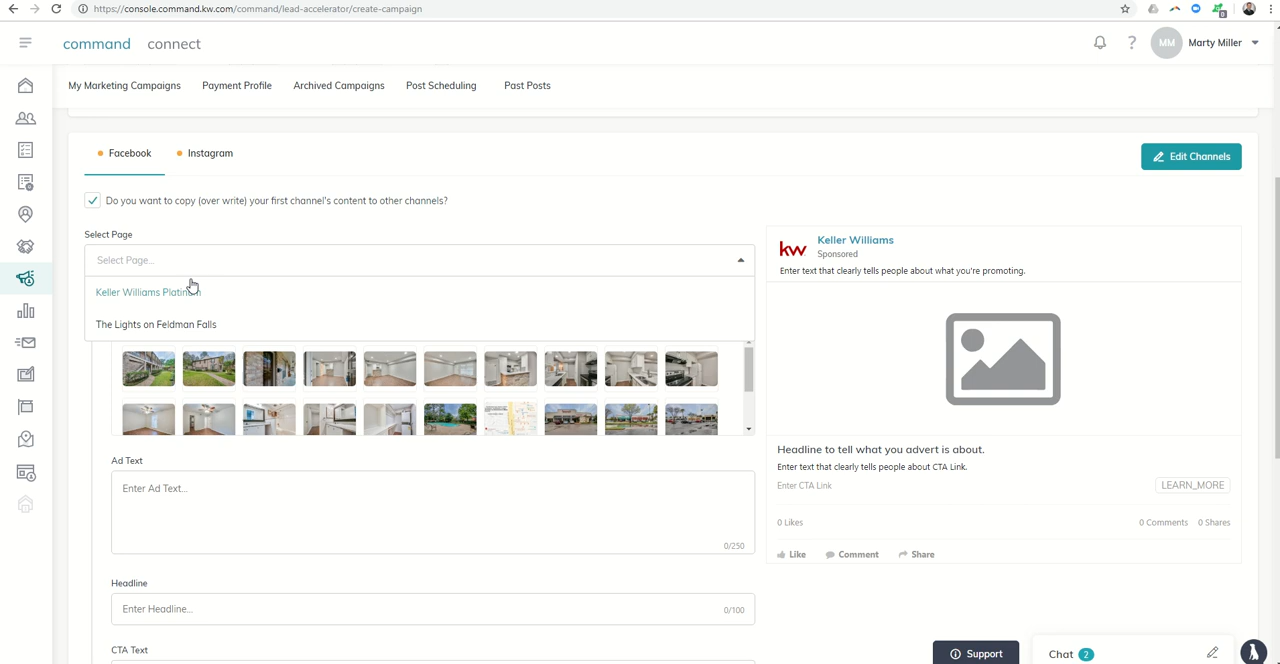 https://console.command.kw.com/command/lead-accelerator/create-campaign
command connect
MM Marty Miller
My Marketing Campaigns Payment Profile Archived Campaigns Post Scheduling Past Posts
Facebook Instagram
Edit Channels
Do you want to copy (over write) your first channel's content to other channels?
Select Page
Select Page...
Keller Williams Platinum
The Lights on Feldman Falls
Ad Text
Enter Ad Text...
0/250
Headline
Enter Headline...
0/100
CTA Text
kw Keller Williams
Sponsored
Enter text that clearly tells people about what you're promoting.
Headline to tell what you advert is about.
Enter text that clearly tells people about CTA Link.
Enter CTA Link LEARN_MORE
0 Likes 0 Comments 0 Shares
Like Comment Share
Support Chat 2